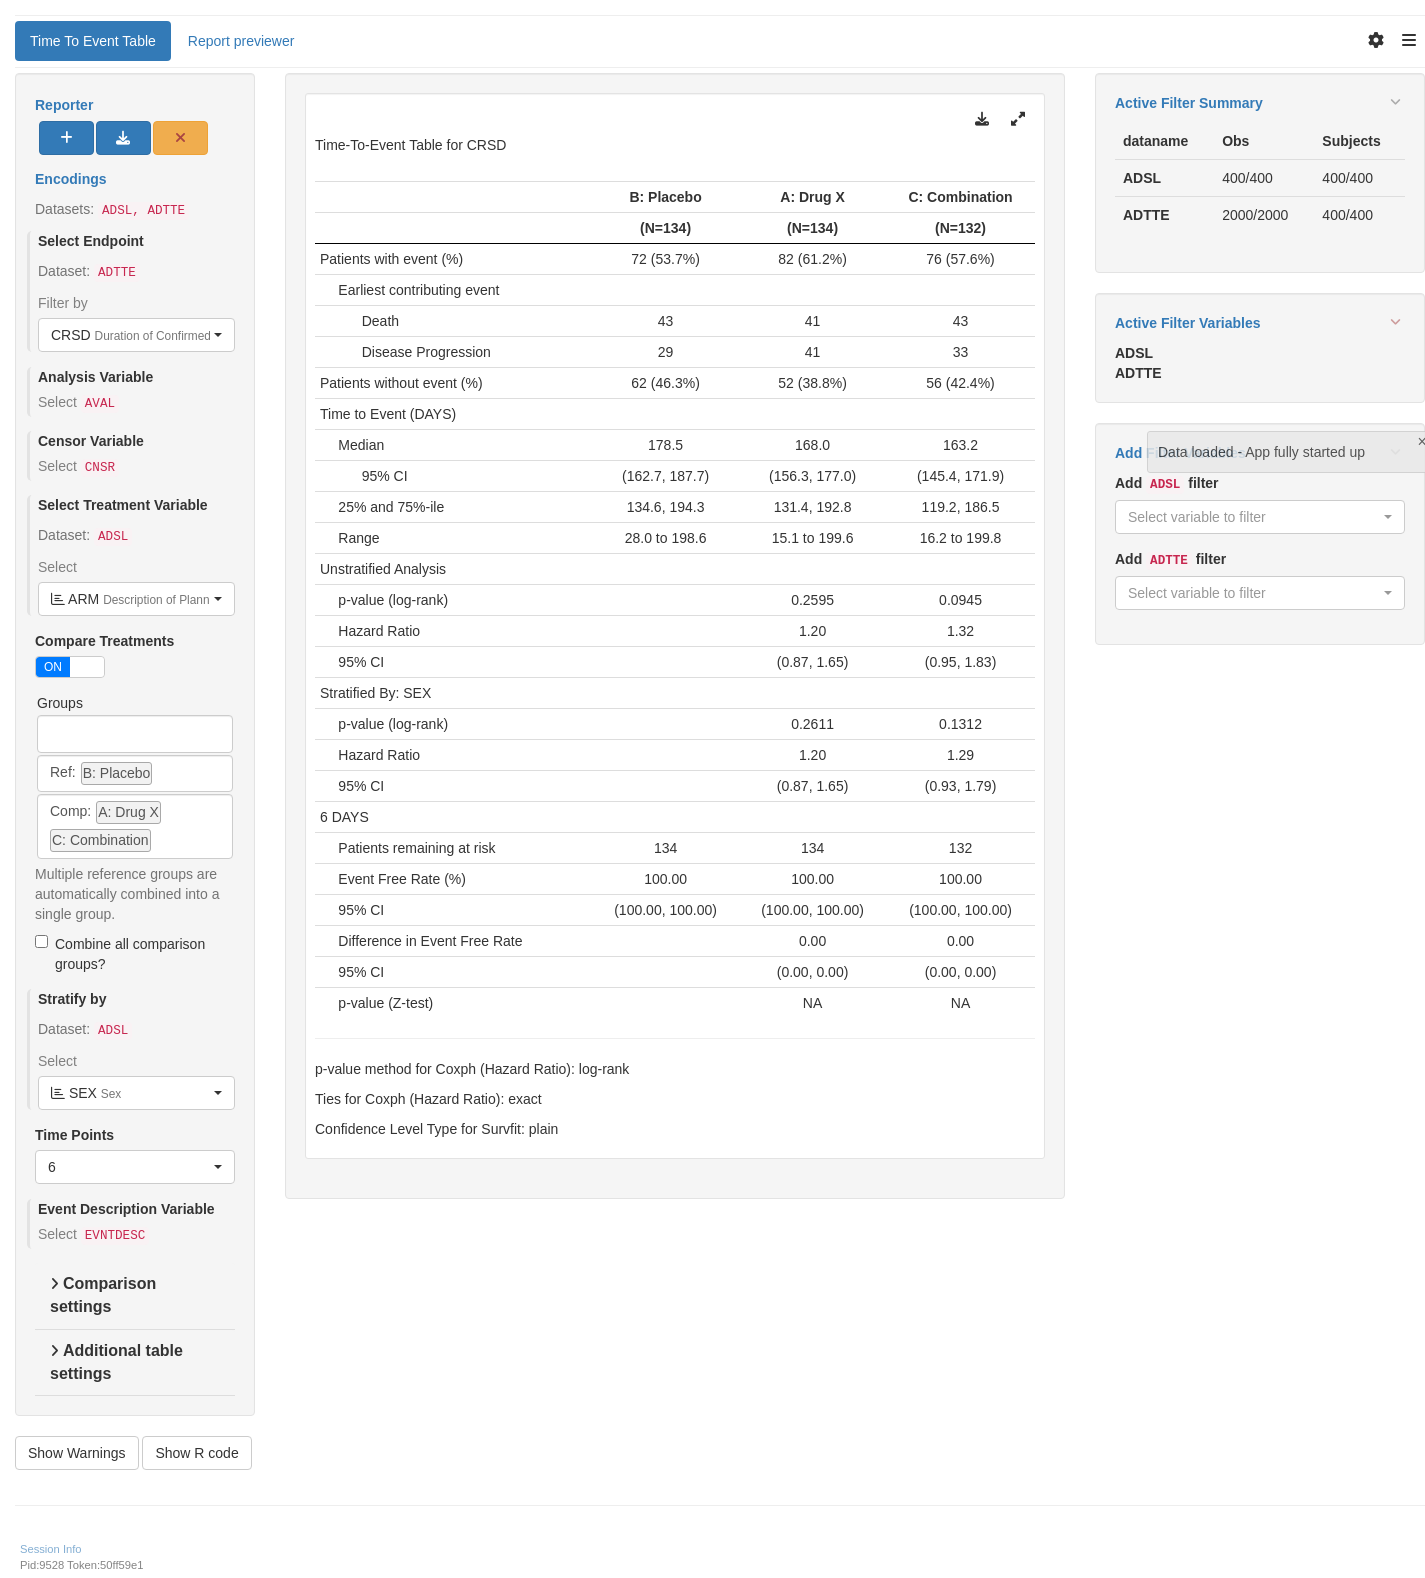 Time To Event Table
Report previewer
Reporter
Encodings
Datasets: ADSL, ADTTE
Select Endpoint
Dataset: ADTTE
Filter by
CRSD Duration of Confirmed
Analysis Variable
Select AVAL
Censor Variable
Select CNSR
Select Treatment Variable
Dataset: ADSL
Select
ARM Description of Plann
Compare Treatments
ON
Groups
Ref: B: Placebo
Comp: A: Drug X
C: Combination
Multiple reference groups are
automatically combined into a
single group.
Combine all comparison
groups?
Stratify by
Dataset: ADSL
Select
SEX Sex
Time Points
6
Event Description Variable
Select EVNTDESC
Comparison
settings
Additional table
settings
Show Warnings
Show R code
Time-To-Event Table for CRSD
B: Placebo A: Drug X C: Combination
(N=134) (N=134) (N=132)
Patients with event (%) 72 (53.7%) 82 (61.2%) 76 (57.6%)
Earliest contributing event
Death 43 41 43
Disease Progression 29 41 33
Patients without event (%) 62 (46.3%) 52 (38.8%) 56 (42.4%)
Time to Event (DAYS)
Median 178.5 168.0 163.2
95% CI (162.7, 187.7) (156.3, 177.0) (145.4, 171.9)
25% and 75%-ile 134.6, 194.3 131.4, 192.8 119.2, 186.5
Range 28.0 to 198.6 15.1 to 199.6 16.2 to 199.8
Unstratified Analysis
p-value (log-rank) 0.2595 0.0945
Hazard Ratio 1.20 1.32
95% CI (0.87, 1.65) (0.95, 1.83)
Stratified By: SEX
p-value (log-rank) 0.2611 0.1312
Hazard Ratio 1.20 1.29
95% CI (0.87, 1.65) (0.93, 1.79)
6 DAYS
Patients remaining at risk 134 134 132
Event Free Rate (%) 100.00 100.00 100.00
95% CI (100.00, 100.00) (100.00, 100.00) (100.00, 100.00)
Difference in Event Free Rate 0.00 0.00
95% CI (0.00, 0.00) (0.00, 0.00)
p-value (Z-test) NA NA
p-value method for Coxph (Hazard Ratio): log-rank
Ties for Coxph (Hazard Ratio): exact
Confidence Level Type for Survfit: plain
Active Filter Summary
dataname Obs Subjects
ADSL 400/400 400/400
ADTTE 2000/2000 400/400
Active Filter Variables
ADSL
ADTTE
Add
Data loaded - App fully started up
Add ADSL filter
Select variable to filter
Add ADTTE filter
Select variable to filter
Session Info
Pid:9528 Token:50ff59e1